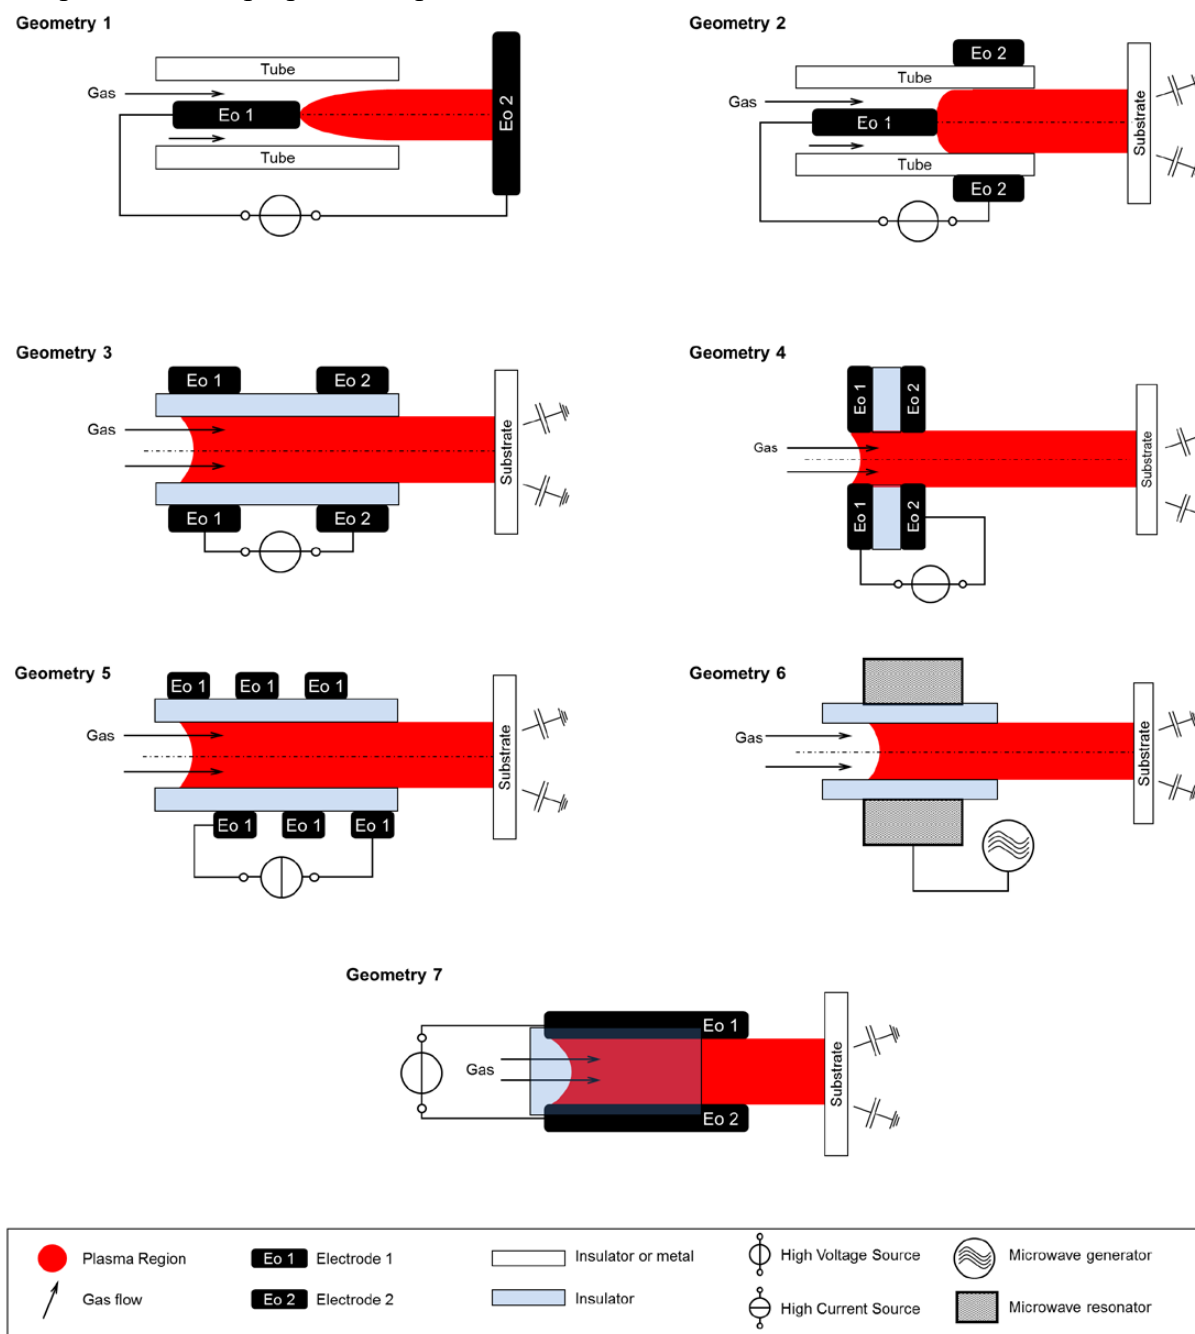 Geometry 1
Tube
Gas
Eo 1
Eo 2
Tube
Geometry 2
Eo 2
Tube
Gas
Eo 1
Substrate
Tube
Eo 2
Geometry 3
Eo 1 Eo 2
Gas
Substrate
Eo 1 Eo 2
Geometry 4
Eo 1 Eo 2
Gas
Substrate
Eo 1 Eo 2
Geometry 5
Eo 1 Eo 1 Eo 1
Gas
Substrate
Eo 1 Eo 1 Eo 1
Geometry 6
Gas
Substrate
Geometry 7
Eo 1
Gas
Substrate
Eo 2
Plasma Region
Eo 1 Electrode 1
Insulator or metal
High Voltage Source
Microwave generator
Gas flow
Eo 2 Electrode 2
Insulator
High Current Source
Microwave resonator